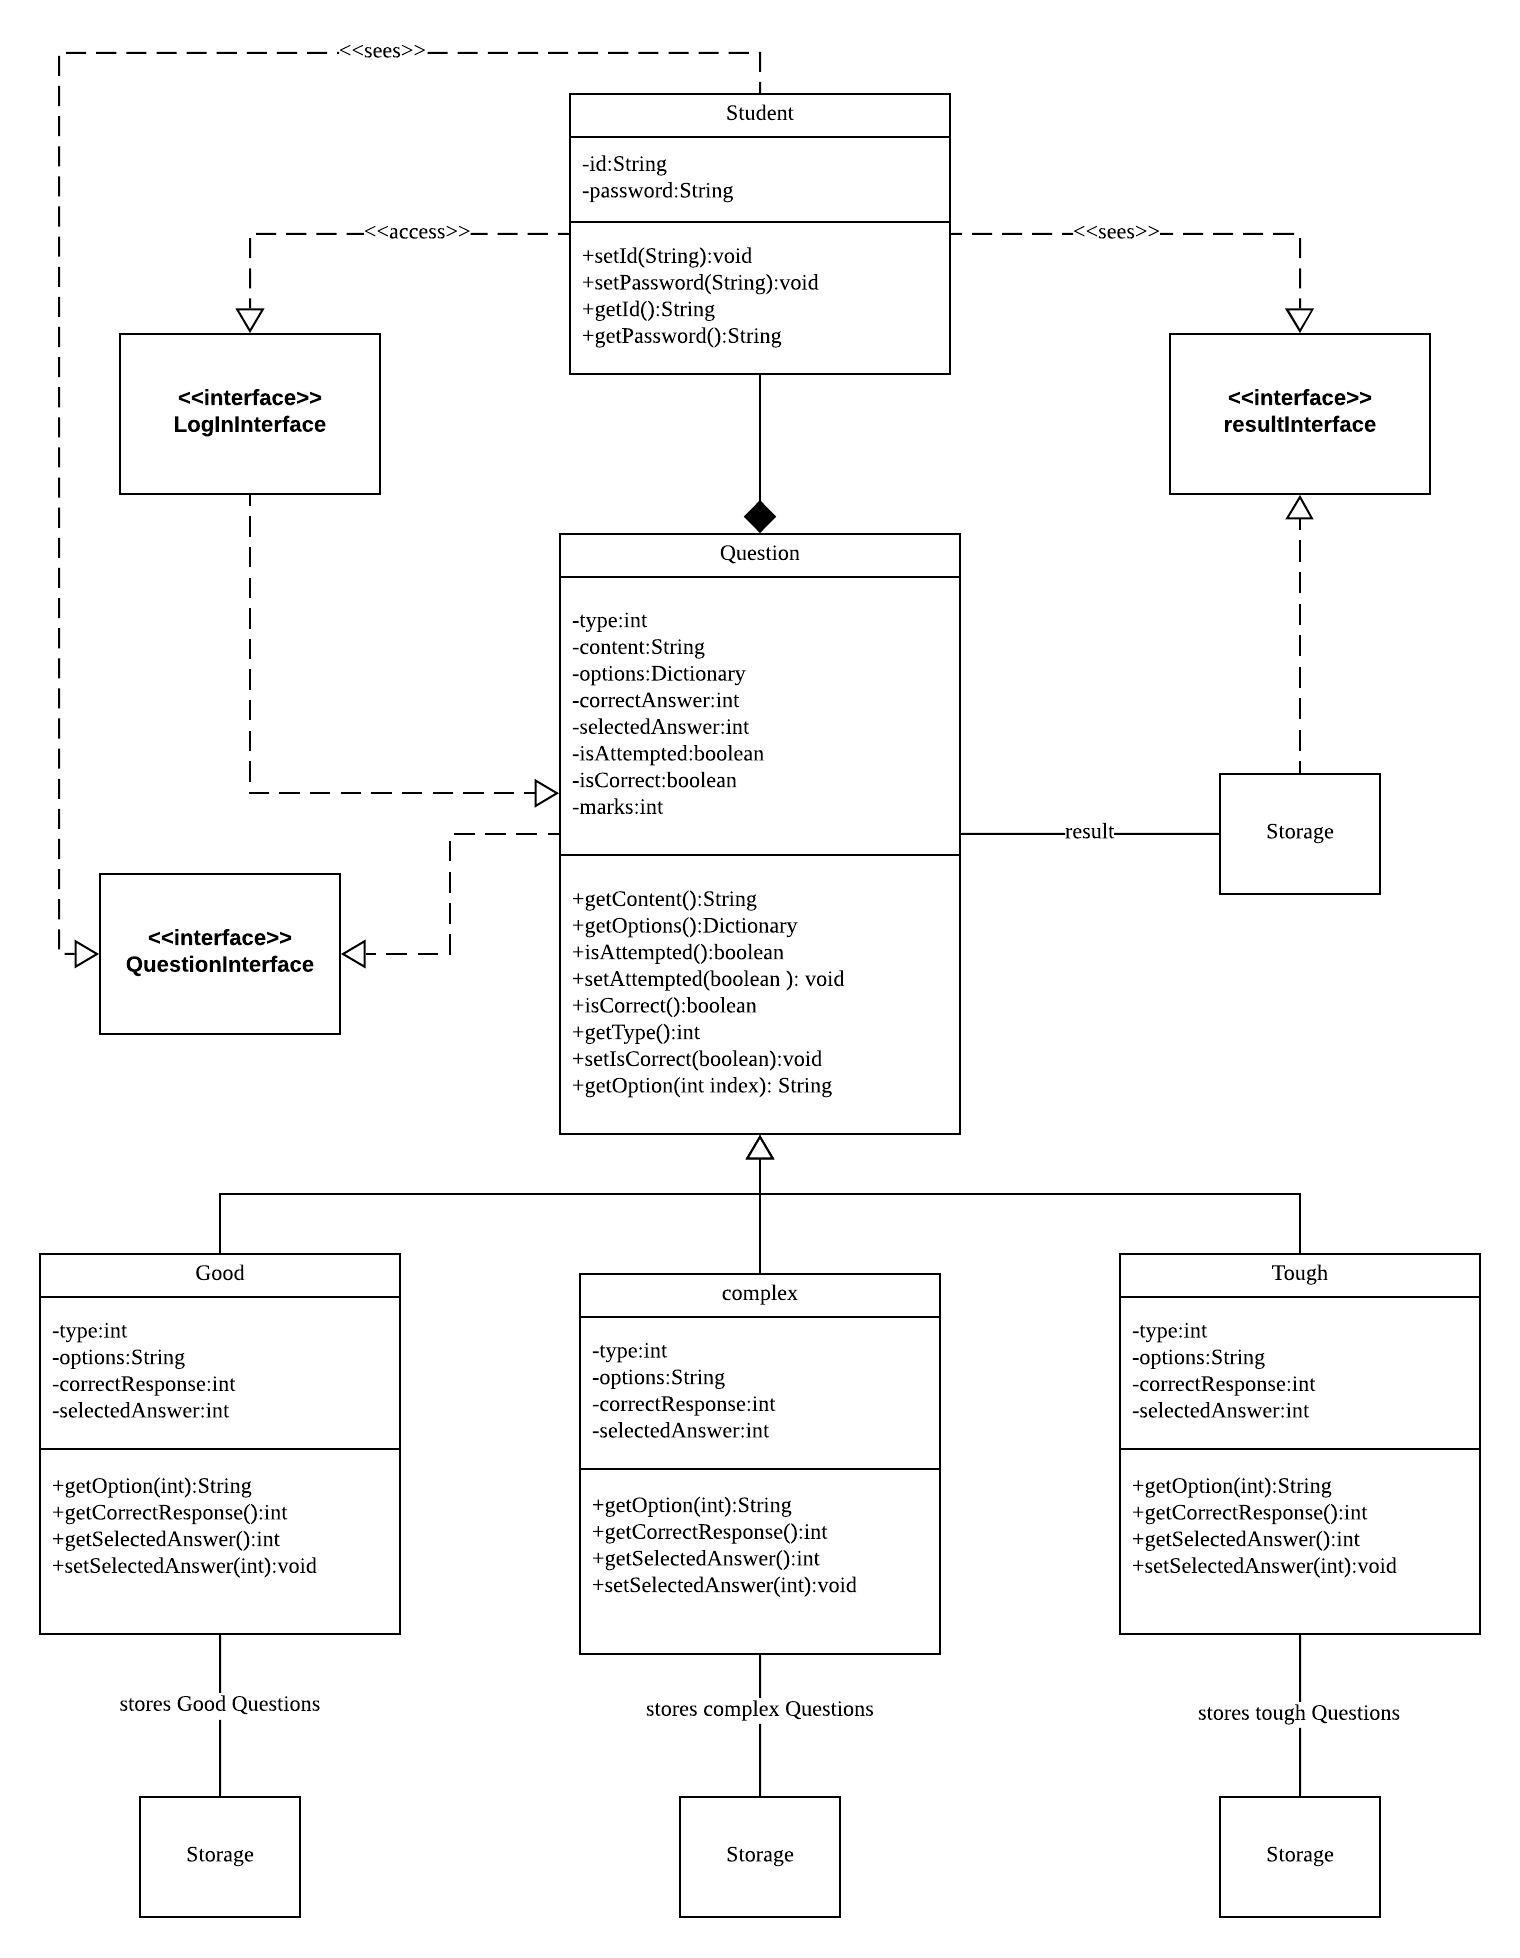 <<sees>>
Student
-id:String
-password:String
<<access>>
<<sees>>
+setId(String):void
+setPassword(String):void
+getId():String
+getPassword():String
<<interface>>
LogInInterface
<<interface>>
resultInterface
Question
-type:int
-content:String
-options:Dictionary
-correctAnswer:int
-selectedAnswer:int
-isAttempted:boolean
-isCorrect:boolean
-marks:int
result
Storage
+getContent():String
+getOptions():Dictionary
+isAttempted():boolean
+setAttempted(boolean ): void
+isCorrect():boolean
+getType():int
+setIsCorrect(boolean):void
+getOption(int index): String
<<interface>>
QuestionInterface
Good
-type:int
-options:String
-correctResponse:int
-selectedAnswer:int
+getOption(int):String
+getCorrectResponse():int
+getSelectedAnswer():int
+setSelectedAnswer(int):void
complex
-type:int
-options:String
-correctResponse:int
-selectedAnswer:int
+getOption(int):String
+getCorrectResponse():int
+getSelectedAnswer():int
+setSelectedAnswer(int):void
Tough
-type:int
-options:String
-correctResponse:int
-selectedAnswer:int
+getOption(int):String
+getCorrectResponse():int
+getSelectedAnswer():int
+setSelectedAnswer(int):void
stores Good Questions
stores complex Questions
stores tough Questions
Storage
Storage
Storage